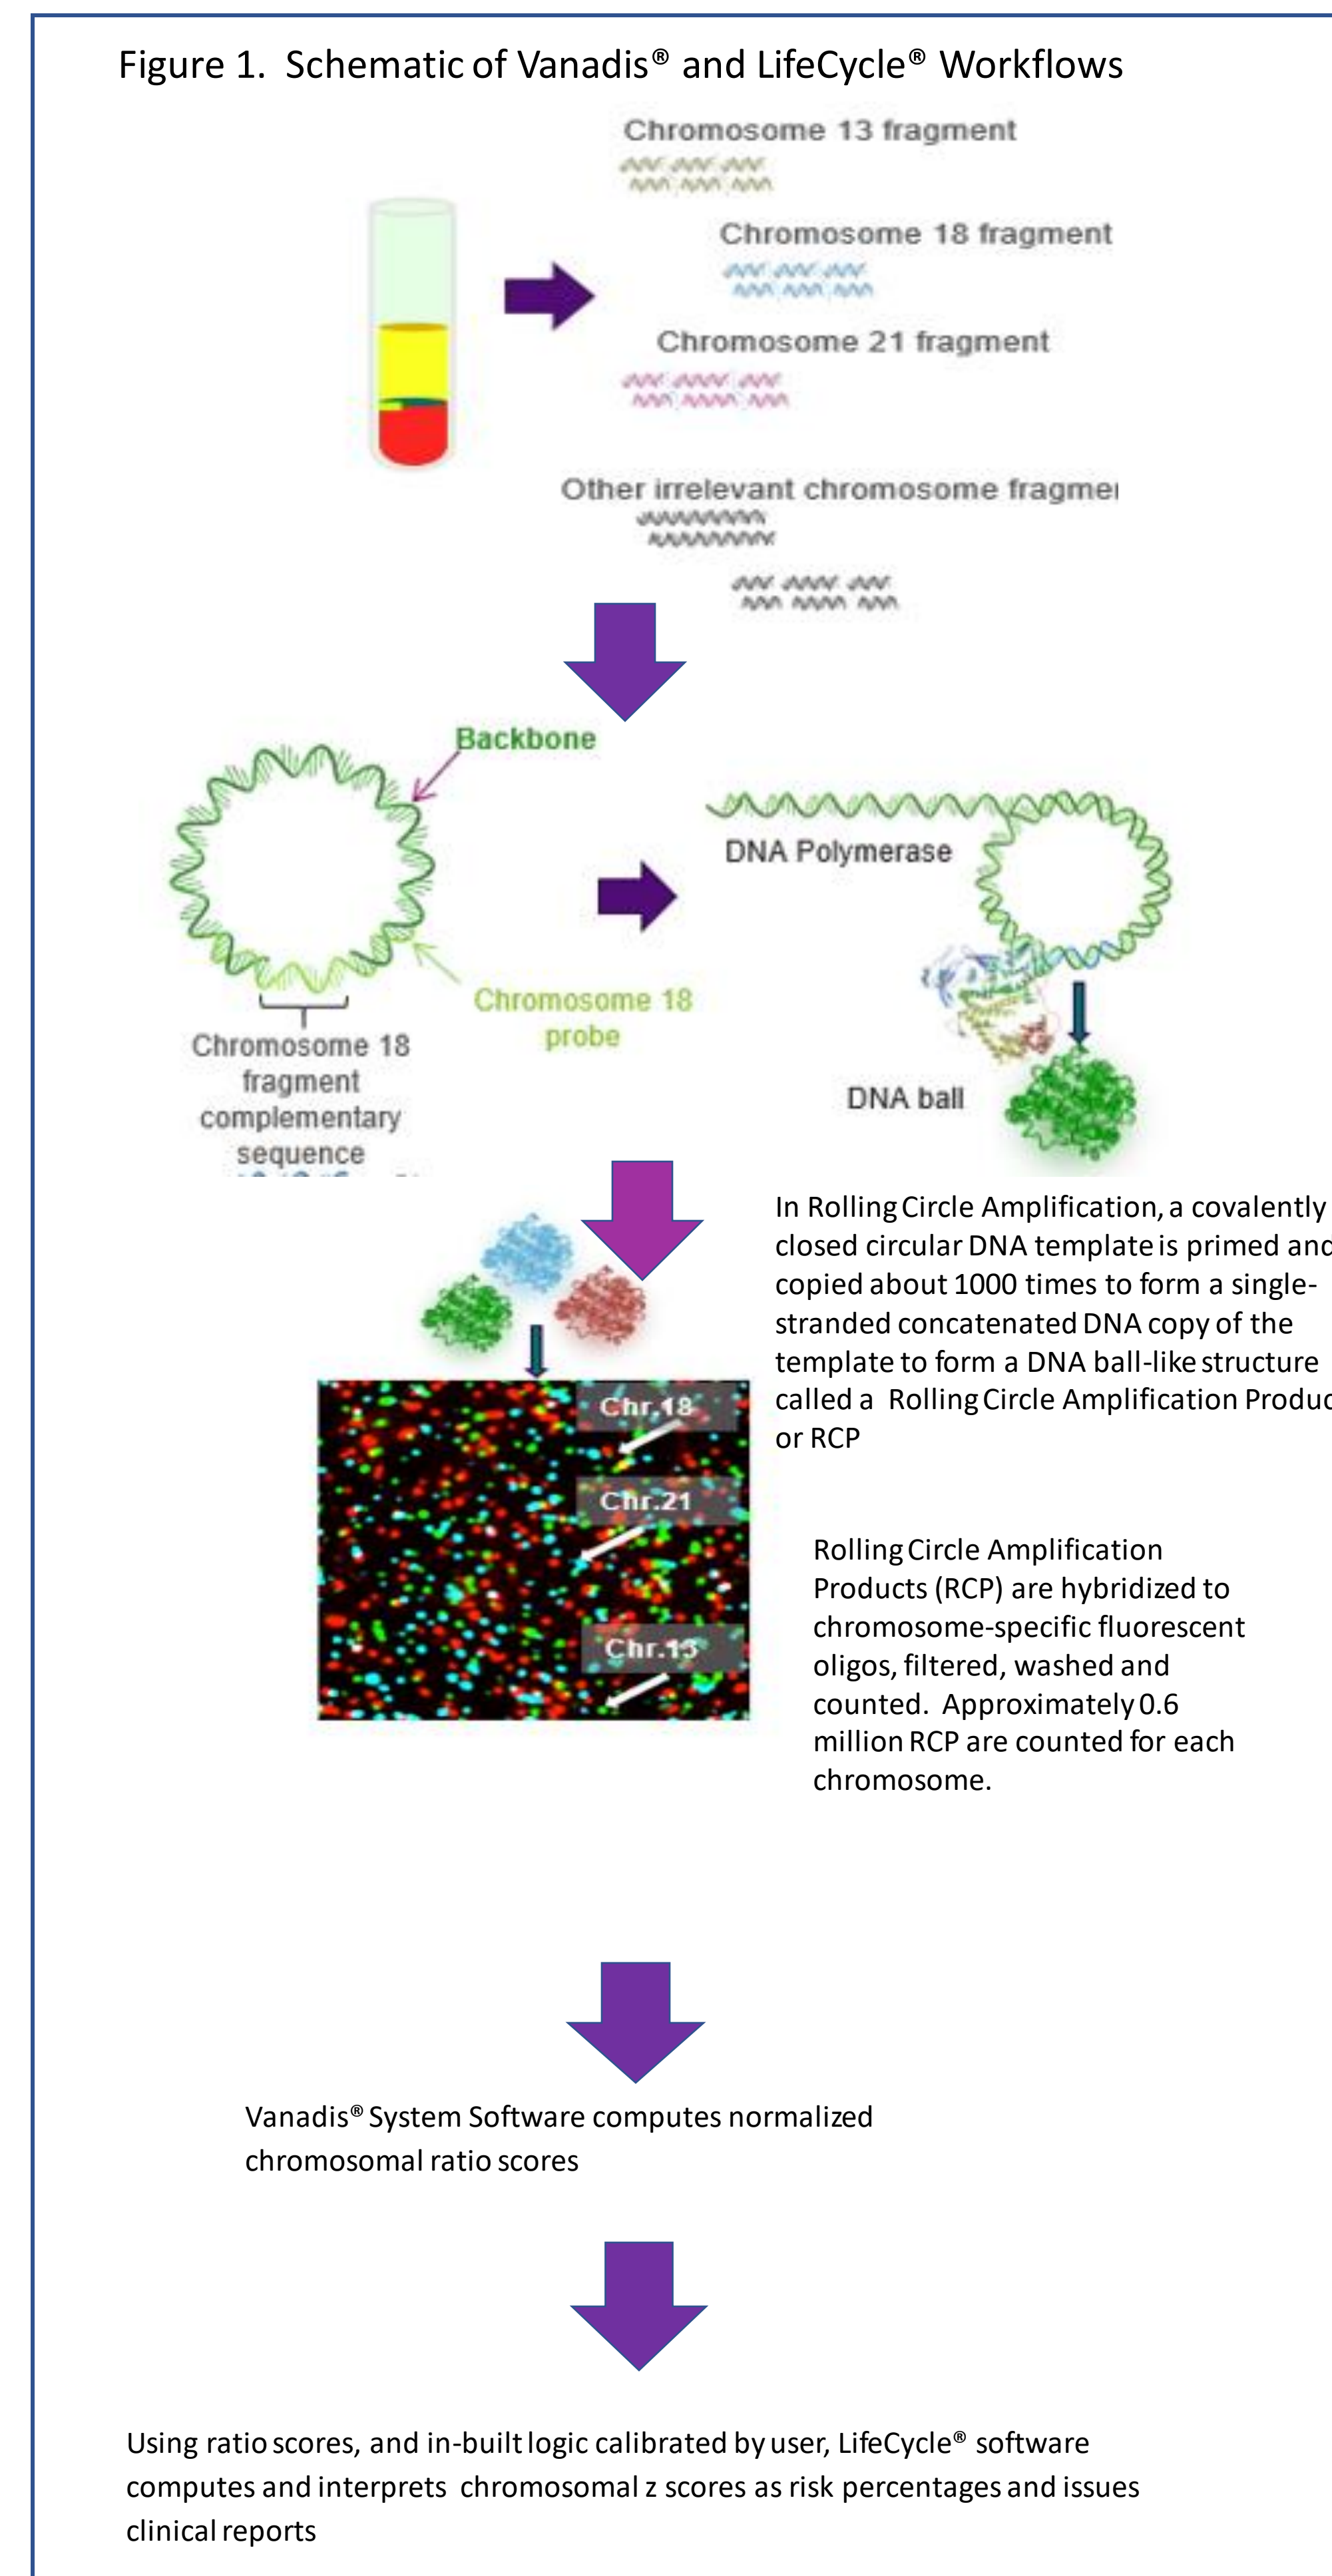 Figure 1. Schematic of Vanadis® and LifeCycle® Workflows
Chromosome 13 fragment
Chromosome 18 fragment
Chromosome 21 fragment
Other irrelevant chromosome fragme
Backbone
DNA Polymerase
Chromosome 18
probe
Chromosome 18
fragment
complementary
sequence
DNA ball
In Rolling Circle Amplification, a covalently
closed circular DNA template is primed and
copied about 1000 times to form a single-
stranded concatenated DNA copy of the
template to form a DNA ball-like structure
called a Rolling Circle Amplification Produc
or RCP
Chr.18
Chr.21
Chr.13
Rolling Circle Amplification
Products (RCP) are hybridized to
chromosome-specific fluorescent
oligos, filtered, washed and
counted. Approximately 0.6
million RCP are counted for each
chromosome.
Vanadis® System Software computes normalized
chromosomal ratio scores
Using ratio scores, and in-built logic calibrated by user, LifeCycle® software
computes and interprets chromosomal z scores as risk percentages and issues
clinical reports